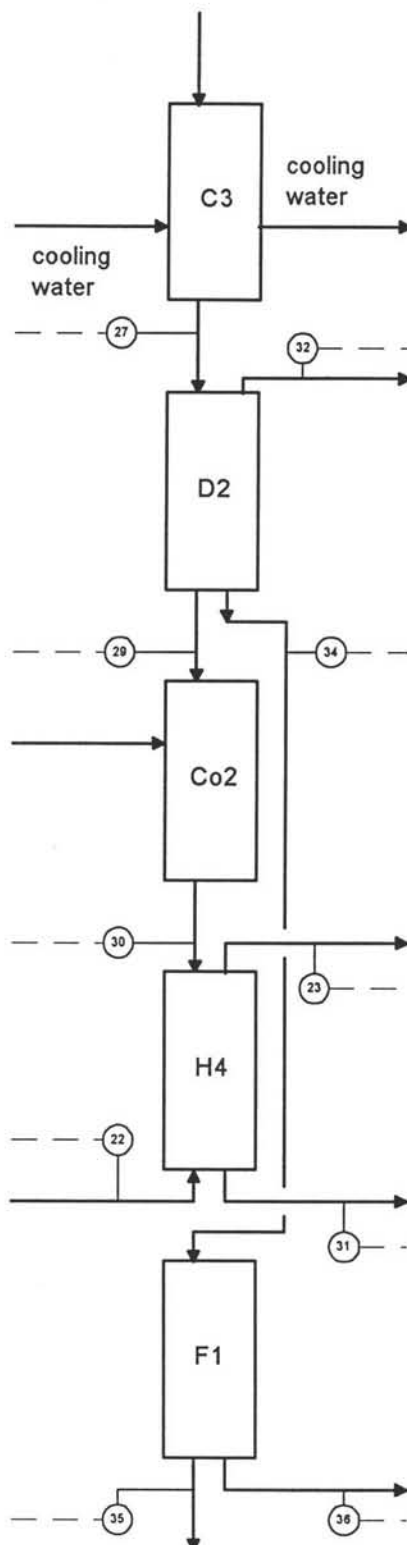 C3
cooling
water
cooling
water
27
32
D2
29
34
Co2
30
23
H4
22
31
F1
35
36